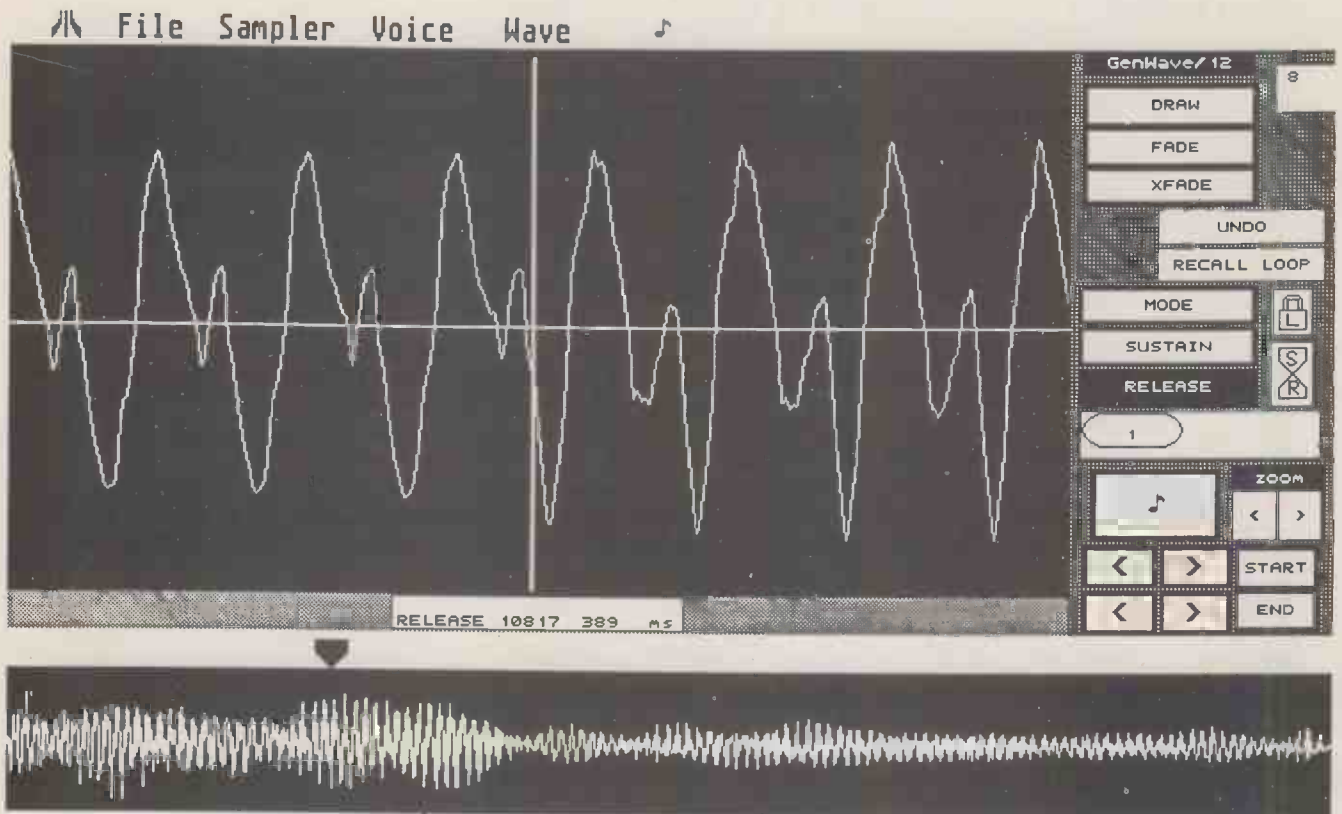 File Sampler Voice Wave
GenWave/12
8
DRAW
FADE
XFADE
UNDO
RECALL LOOP
MODE
L
SUSTAIN
S
RELEASE
R
1
ZOOM
< >
< > START
< > END
RELEASE 10817 389 ms